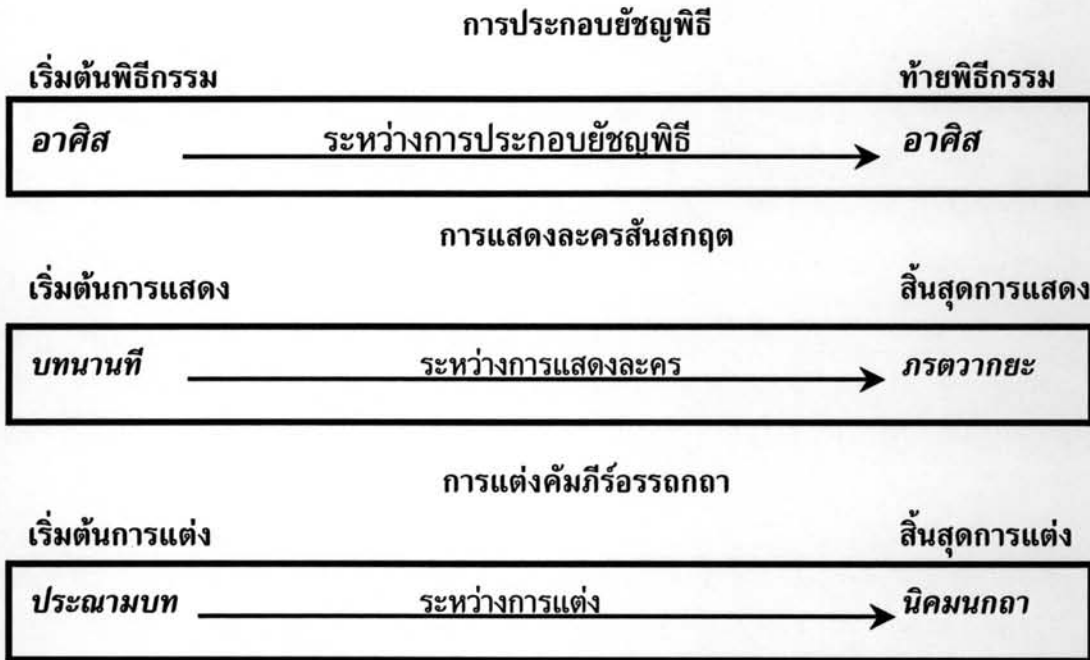 การประกอบยัชญพิธี
เริ่มต้นพิธีกรรม ท้ายพิธีกรรม
อาศิส ระหว่างการประกอบยัชญพิธี อาศิส
การแสดงละครสันสกฤต
เริ่มต้นการแสดง สิ้นสุดการแสดง
บทนานที ระหว่างการแสดงละคร ภรตวากยะ
การแต่งคัมภีร์อรรถกถา
เริ่มต้นการแต่ง สิ้นสุดการแต่ง
ประณามบท ระหว่างการแต่ง นิคมนกถา